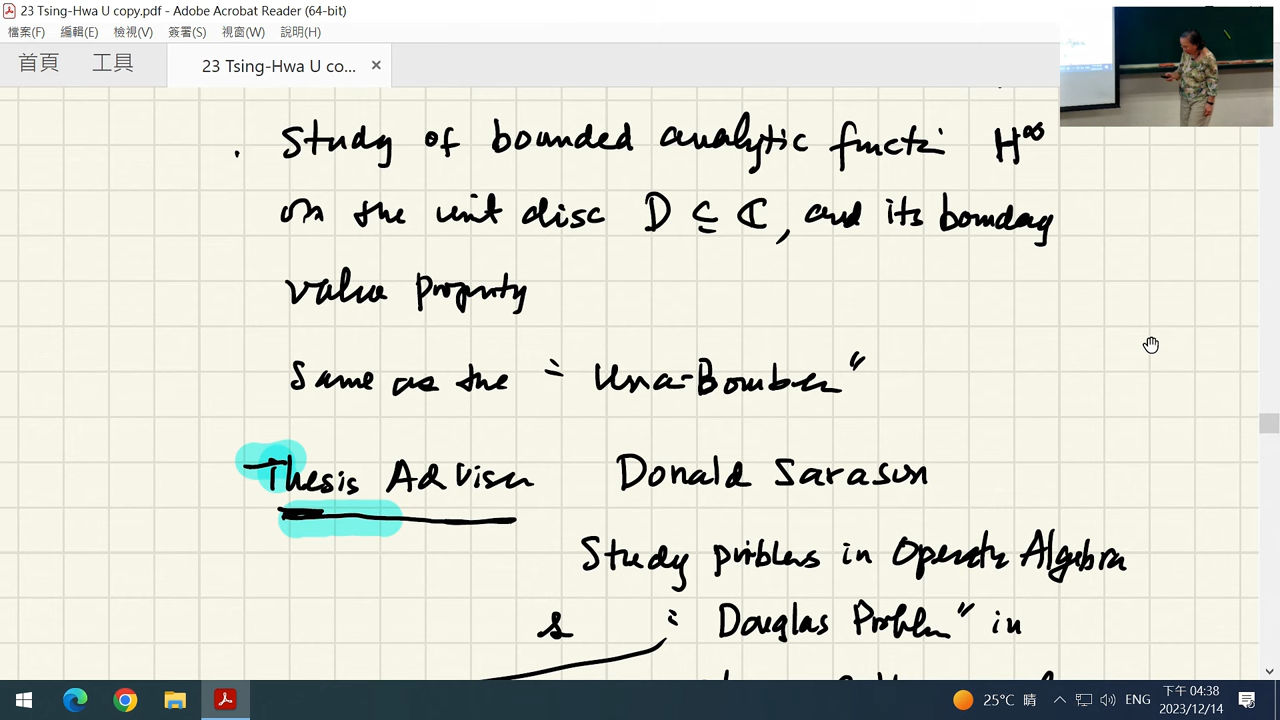 23 Tsing-Hwa U copy.pdf - Adobe Acrobat Reader (64-bit)
檔案(F) 編輯(E) 檢視(V) 簽署(S) 視窗(W) 說明(H)
首頁 工具 23 Tsing-Hwa U co... ×
. Study of bounded analytic functi H∞
on the unit disc D ⊆ ℂ, and its boundary
value property
Same as the " Una-Bomber "
Thesis Adviser Donald Sarason
Study problems in Operator Algebra
s " Douglas Problem " in
25°C 晴 ENG 下午 04:38
2023/12/14